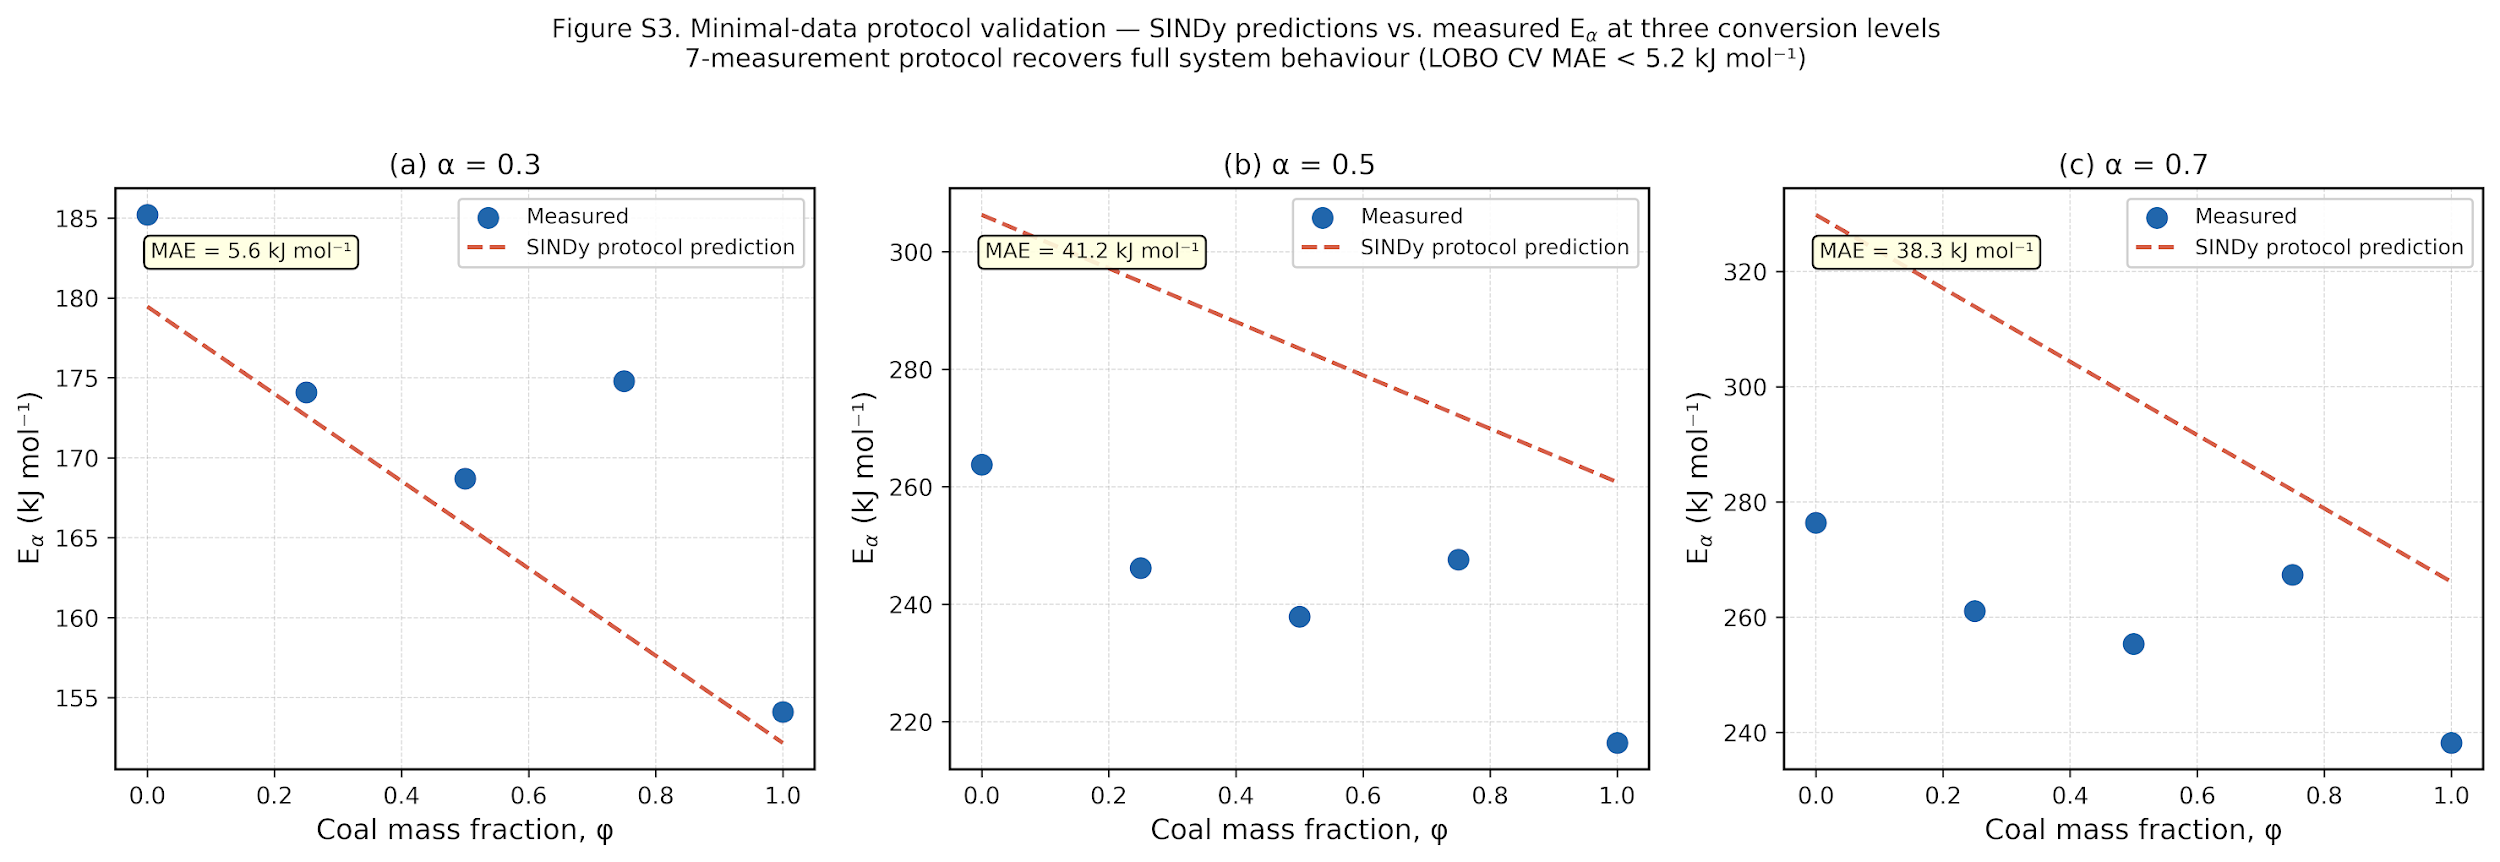 Figure S3. Minimal-data protocol validation — SINDy predictions vs. measured Eα at three conversion levels
7-measurement protocol recovers full system behaviour (LOBO CV MAE < 5.2 kJ mol⁻¹)
(a) α = 0.3
Measured
SINDy protocol prediction
MAE = 5.6 kJ mol⁻¹
185
180
175
170
165
160
155
Eα (kJ mol⁻¹)
0.0 0.2 0.4 0.6 0.8 1.0
Coal mass fraction, φ
(b) α = 0.5
Measured
SINDy protocol prediction
MAE = 41.2 kJ mol⁻¹
300
280
260
240
220
Eα (kJ mol⁻¹)
0.0 0.2 0.4 0.6 0.8 1.0
Coal mass fraction, φ
(c) α = 0.7
Measured
SINDy protocol prediction
MAE = 38.3 kJ mol⁻¹
320
300
280
260
240
Eα (kJ mol⁻¹)
0.0 0.2 0.4 0.6 0.8 1.0
Coal mass fraction, φ